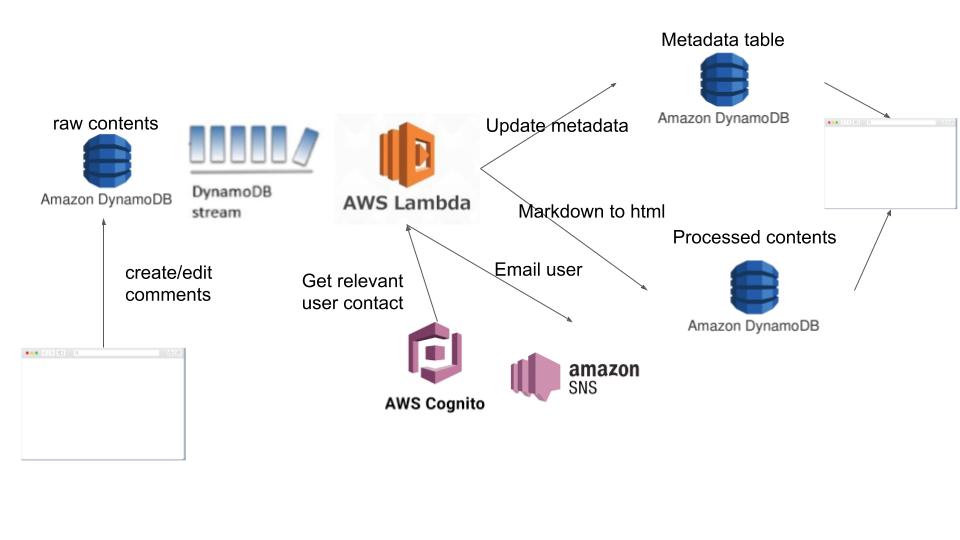 Metadata table
Amazon DynamoDB
raw contents
Amazon DynamoDB
DynamoDB
stream
AWS Lambda
Update metadata
Markdown to html
Processed contents
Amazon DynamoDB
create/edit
comments
Get relevant
user contact
Email user
AWS Cognito
amazon
SNS